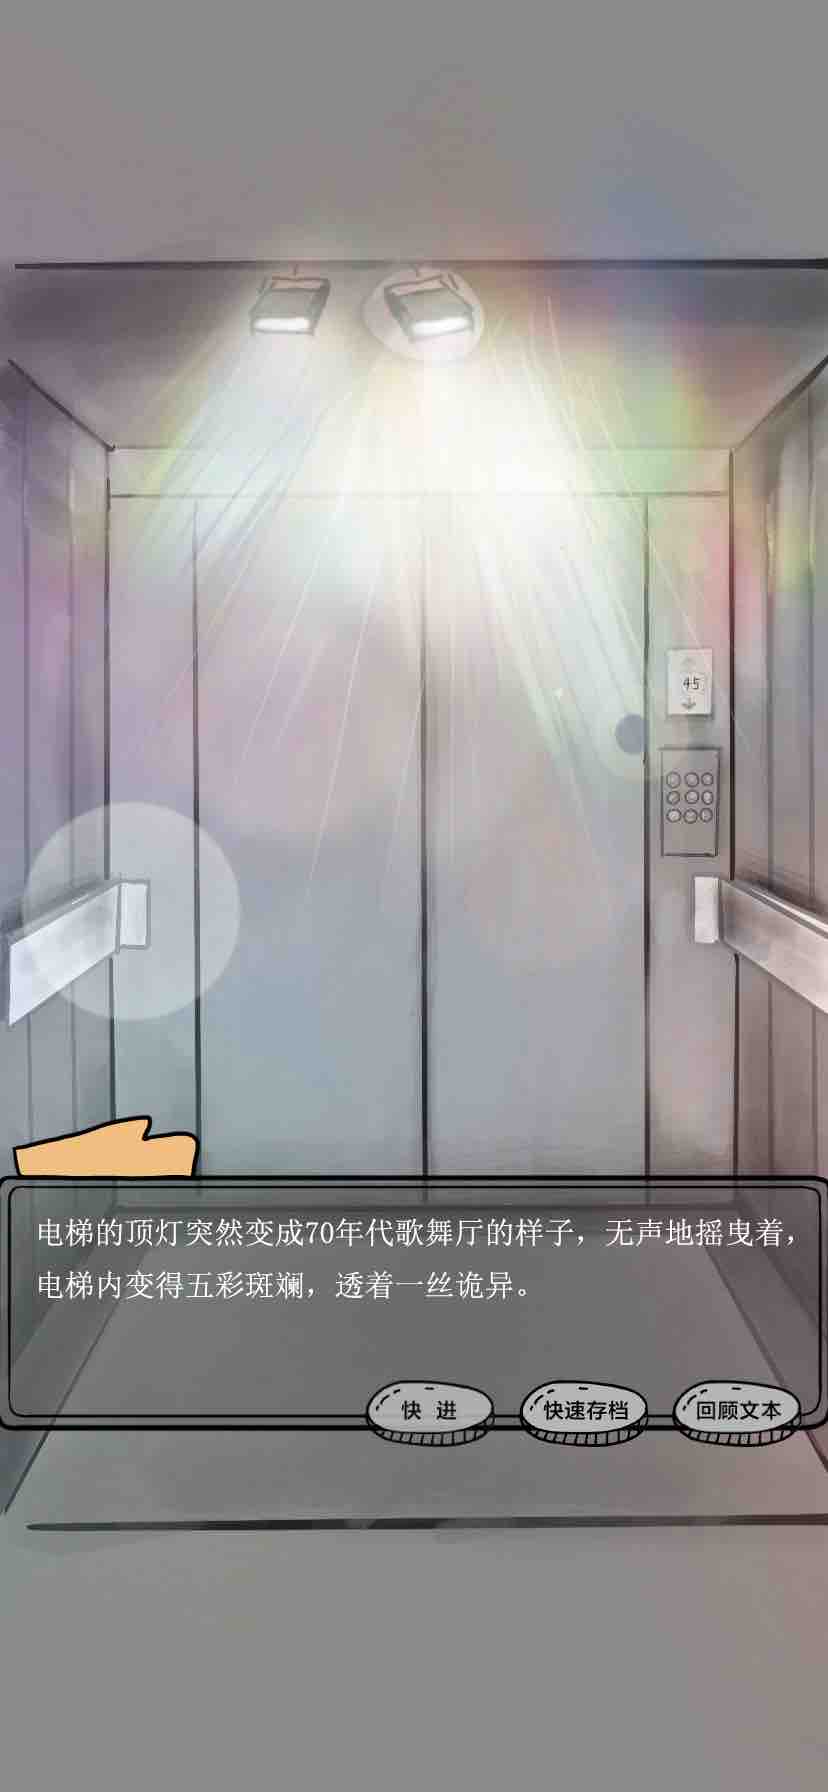 45
电梯的顶灯突然变成70年代歌舞厅的样子，无声地摇曳着，
电梯内变得五彩斑斓，透着一丝诡异。
快 进
快速存档
回顾文本